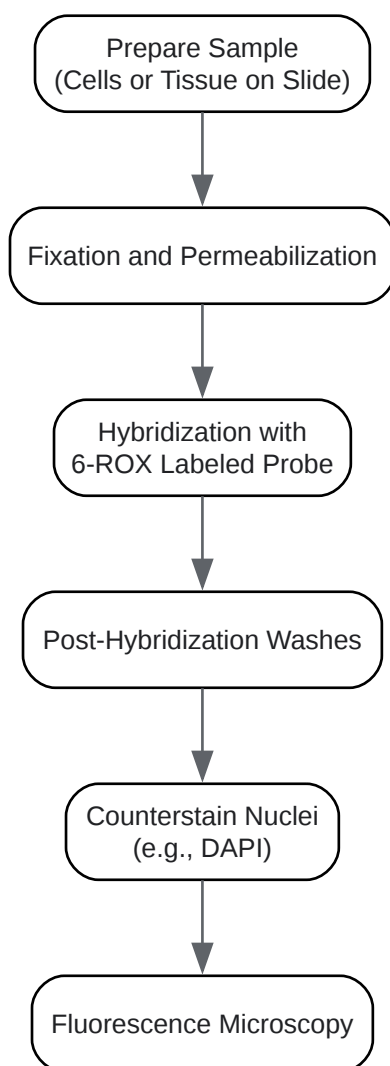 Prepare Sample
(Cells or Tissue on Slide)
Fixation and Permeabilization
Hybridization with
6-ROX Labeled Probe
Post-Hybridization Washes
Counterstain Nuclei
(e.g., DAPI)
Fluorescence Microscopy